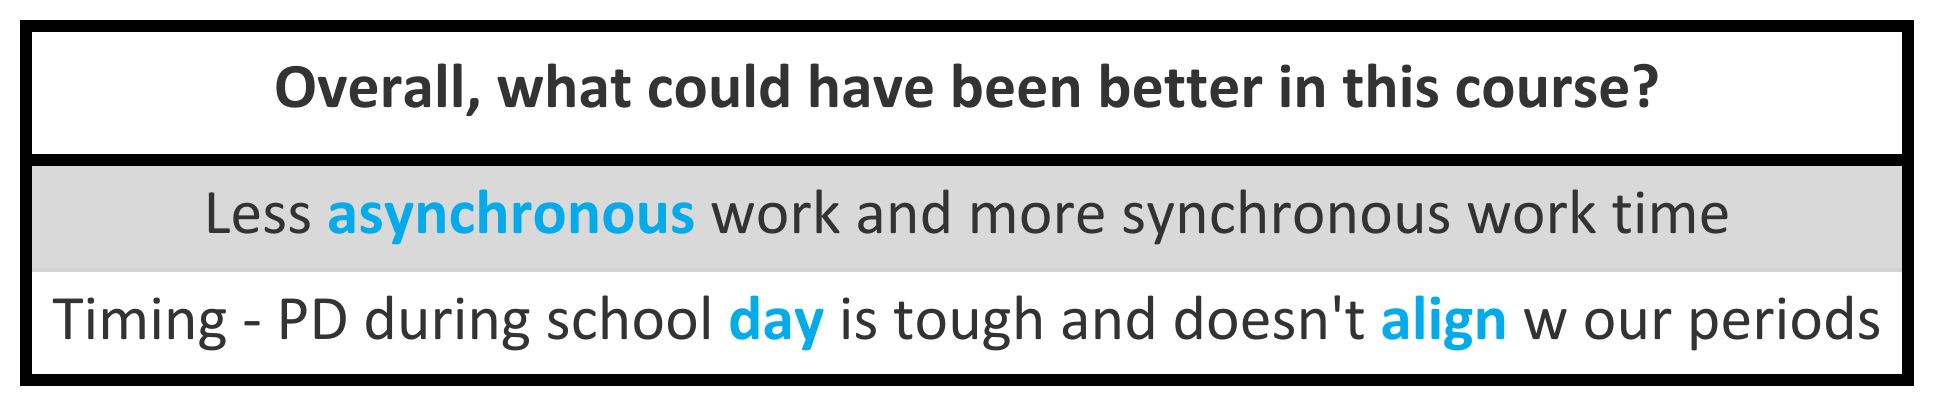 Overall, what could have been better in this course?
Less asynchronous work and more synchronous work time
Timing - PD during school day is tough and doesn't align w our periods